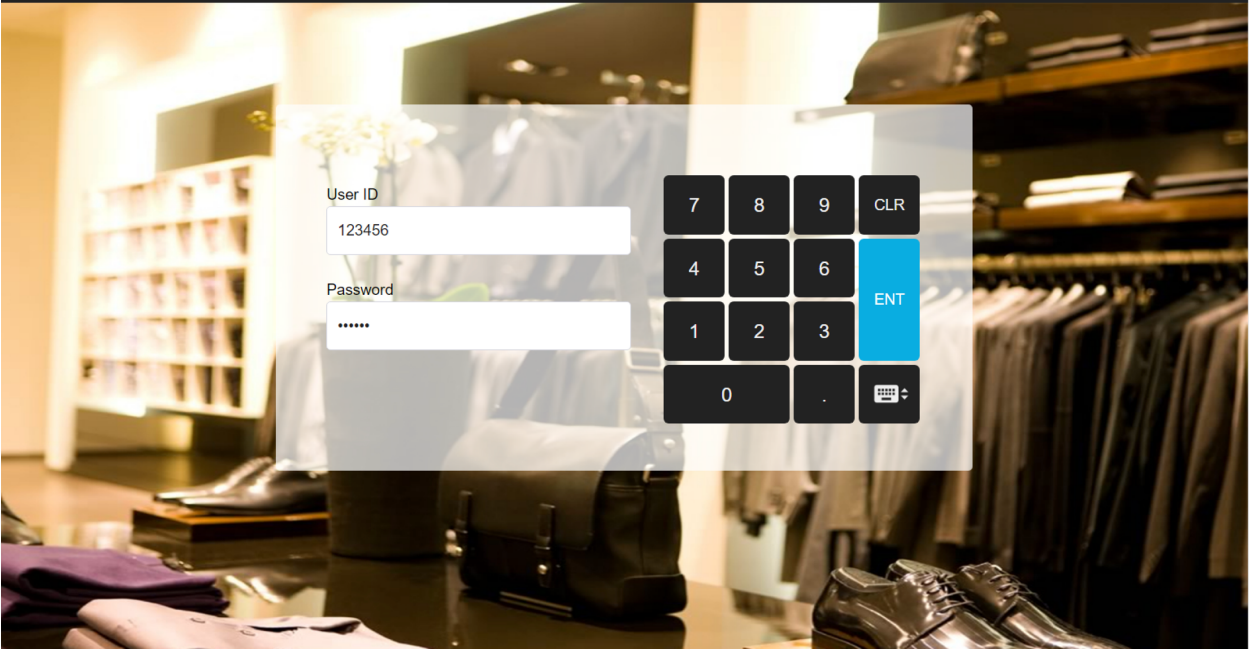 User ID
123456
Password
••••••
7 8 9 CLR
4 5 6
ENT
1 2 3
0 .